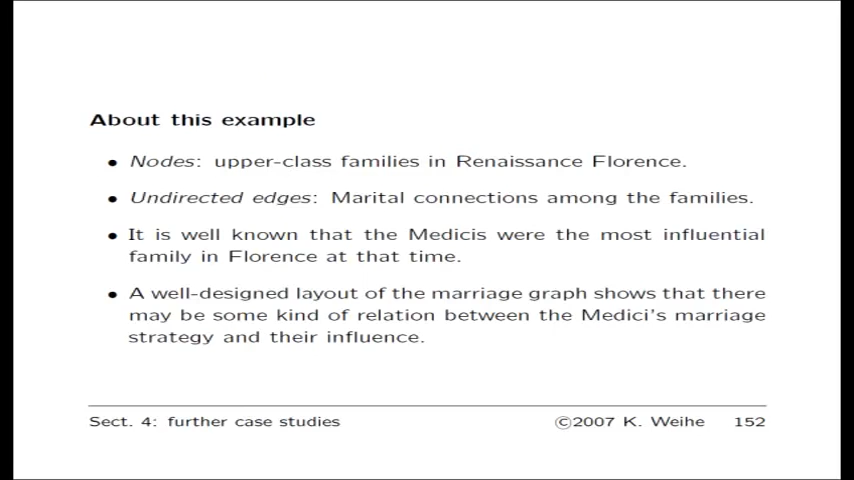 About this example
• Nodes: upper-class families in Renaissance Florence.
• Undirected edges: Marital connections among the families.
• It is well known that the Medicis were the most influential
family in Florence at that time.
• A well-designed layout of the marriage graph shows that there
may be some kind of relation between the Medici's marriage
strategy and their influence.
Sect. 4: further case studies ©2007 K. Weihe 152